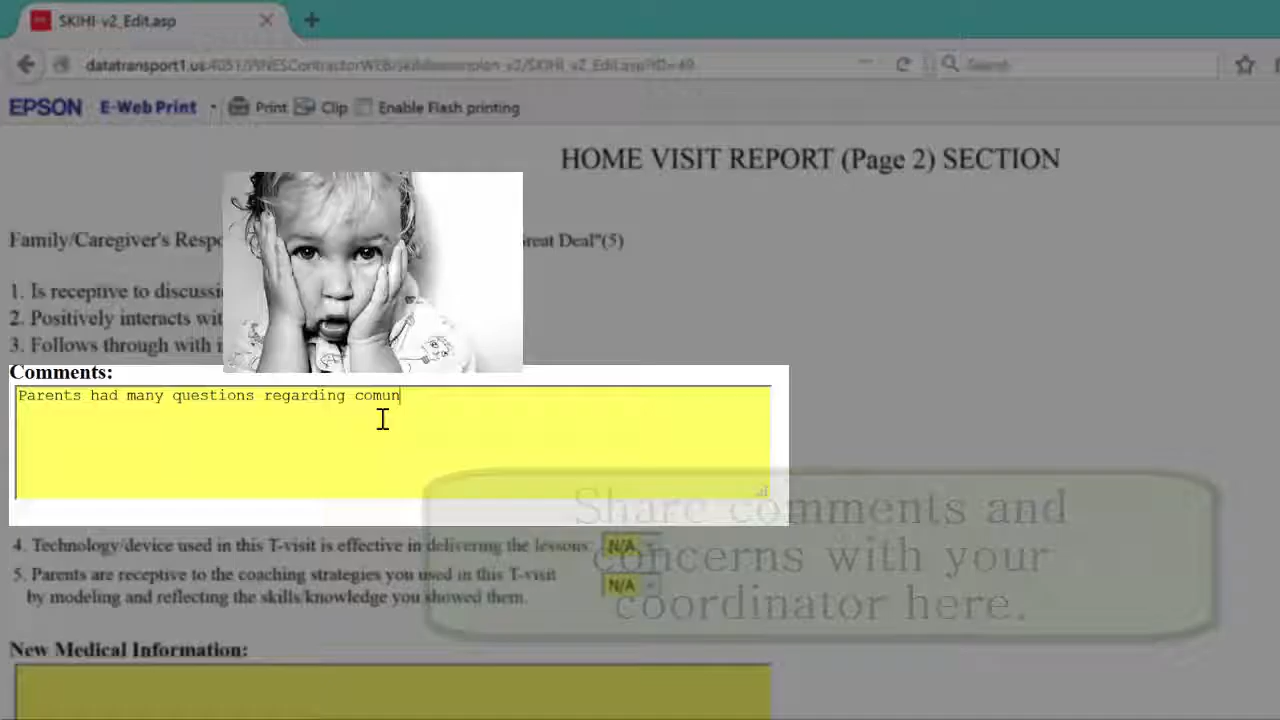 SKIHI-v2_Edit.asp
Search
EPSON E-Web Print Print Clip Enable Flash printing
HOME VISIT REPORT (Page 2) SECTION
Family/Caregiver's Deal"(5)
1. Is receptive to
2. Positively interacts
3. Follows through with
Comments:
Parents had many questions regarding comun
Share comments and
concerns with your
coordinator here.
4. Technology/device used in this T-visit is effective in delivering the lessons N/A
5. Parents are receptive to the coaching strategies you used in this T-visit
by modeling and reflecting the skills/knowledge you showed them. N/A
New Medical Information: